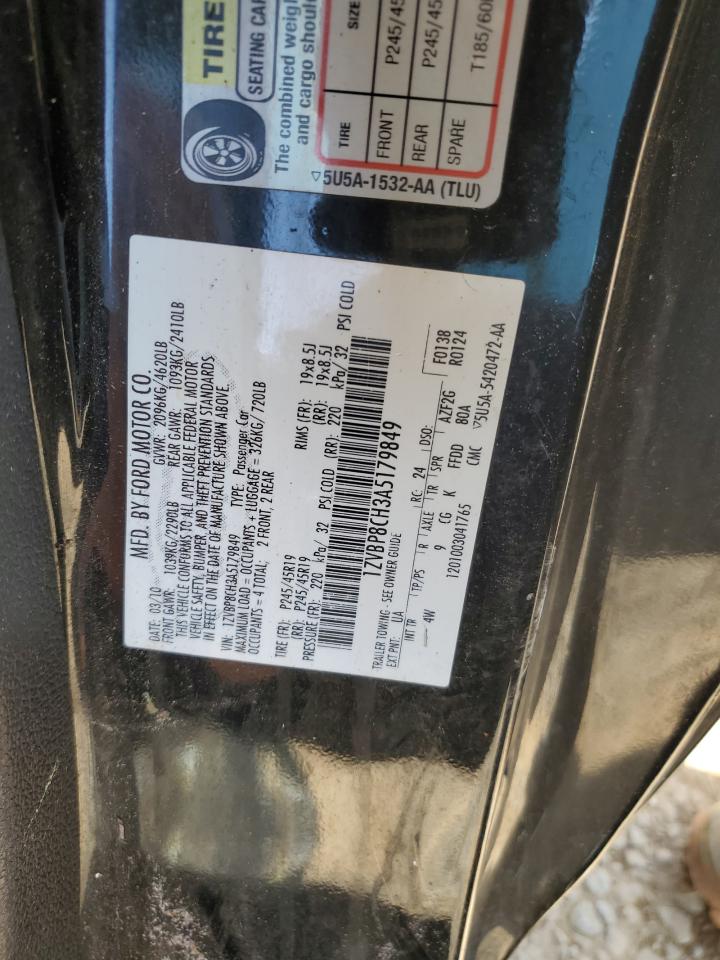 TIRE
SEATING CAP
The combined weigh
and cargo shoul
TIRE SIZE
FRONT P245/45
REAR P245/45
SPARE T185/60
5U5A-1532-AA (TLU)
MFD. BY FORD MOTOR CO.
DATE: 03/10 GVWR: 2096KG/4620LB
FRONT GAWR: 1039KG/2290LB REAR GAWR: 1093KG/2410LB
THIS VEHICLE CONFORMS TO ALL APPLICABLE FEDERAL MOTOR
VEHICLE SAFETY, BUMPER, AND THEFT PREVENTION STANDARDS
IN EFFECT ON THE DATE OF MANUFACTURE SHOWN ABOVE.
VIN: 1ZVBP8CH3A5179849 TYPE: Passenger Car
MAXIMUM LOAD = OCCUPANTS + LUGGAGE = 326KG/720LB
OCCUPANTS = 4 TOTAL; 2 FRONT, 2 REAR
TIRE (FR): P245/45R19 RIMS (FR): 19x8.5J
(RR): P245/45R19 (RR): 19x8.5J
PRESSURE (FR): 220 kPa/ 32 PSI COLD (RR): 220 kPa/ 32 PSI COLD
1ZVBP8CH3A5179849
TRAILER TOWING - SEE OWNER GUIDE
EXT PNT: UA RC: 24 DSO: F0138
R0124
INT TR TP/PS R AXLE TR SPR AZF2G
4W 9 CG K FFDD 80A
1201003041765 CMC 5U5A-5420472-AA